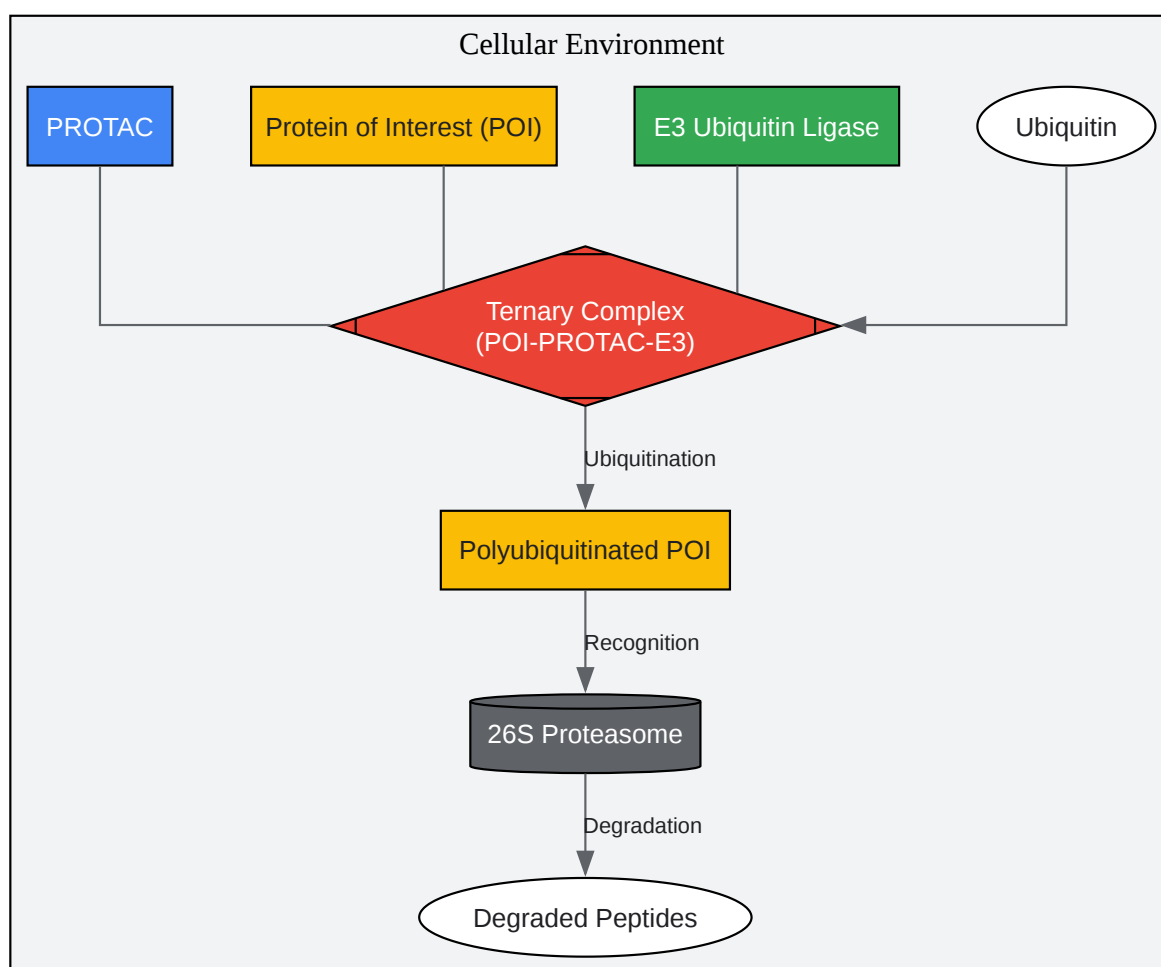 Cellular Environment
PROTAC
Protein of Interest (POI)
E3 Ubiquitin Ligase
Ubiquitin
Ternary Complex
(POI-PROTAC-E3)
Ubiquitination
Polyubiquitinated POI
Recognition
26S Proteasome
Degradation
Degraded Peptides